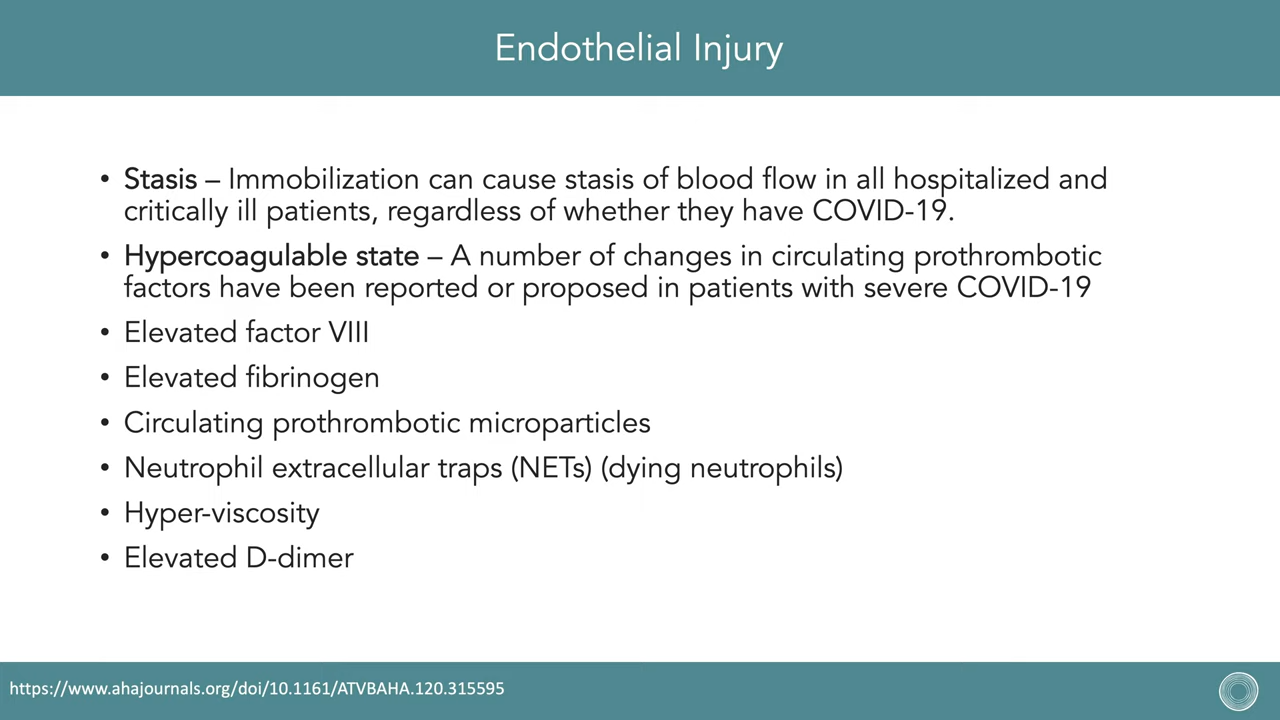 Endothelial Injury
• Stasis – Immobilization can cause stasis of blood flow in all hospitalized and
critically ill patients, regardless of whether they have COVID-19.
• Hypercoagulable state – A number of changes in circulating prothrombotic
factors have been reported or proposed in patients with severe COVID-19
• Elevated factor VIII
• Elevated fibrinogen
• Circulating prothrombotic microparticles
• Neutrophil extracellular traps (NETs) (dying neutrophils)
• Hyper-viscosity
• Elevated D-dimer
https://www.ahajournals.org/doi/10.1161/ATVBAHA.120.315595